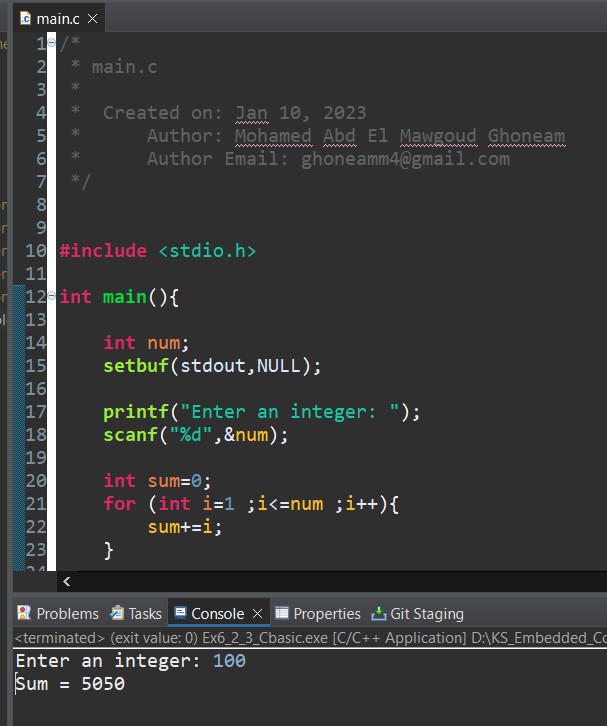 main.c
1 /*
2 * main.c
3 *
4 * Created on: Jan 10, 2023
5 * Author: Mohamed Abd El Mawgoud Ghoneam
6 * Author Email: ghoneamm4@gmail.com
7 */
8
9
10 #include <stdio.h>
11
12 int main(){
13
14 int num;
15 setbuf(stdout,NULL);
16
17 printf("Enter an integer: ");
18 scanf("%d",&num);
19
20 int sum=0;
21 for (int i=1 ;i<=num ;i++){
22 sum+=i;
23 }
Problems Tasks Console Properties Git Staging
<terminated> (exit value: 0) Ex6_2_3_Cbasic.exe [C/C++ Application] D:\KS_Embedded_Co
Enter an integer: 100
Sum = 5050